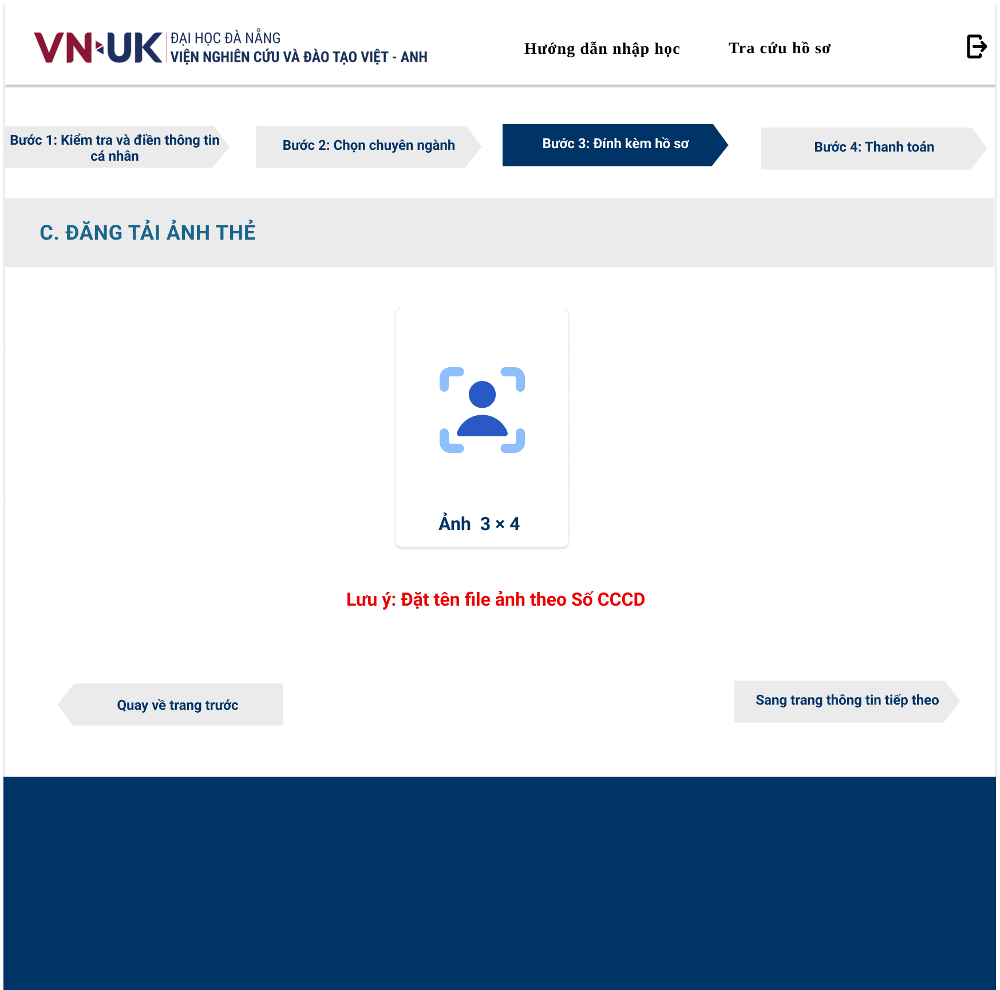 VN UK
ĐẠI HỌC ĐÀ NẴNG
VIỆN NGHIÊN CỨU VÀ ĐÀO TẠO VIỆT - ANH
Hướng dẫn nhập học
Tra cứu hồ sơ
Bước 1: Kiểm tra và điền thông tin
cá nhân
Bước 2: Chọn chuyên ngành
Bước 3: Đính kèm hồ sơ
Bước 4: Thanh toán
C. ĐĂNG TẢI ẢNH THẺ
Ảnh 3 × 4
Lưu ý: Đặt tên file ảnh theo Số CCCD
Quay về trang trước
Sang trang thông tin tiếp theo